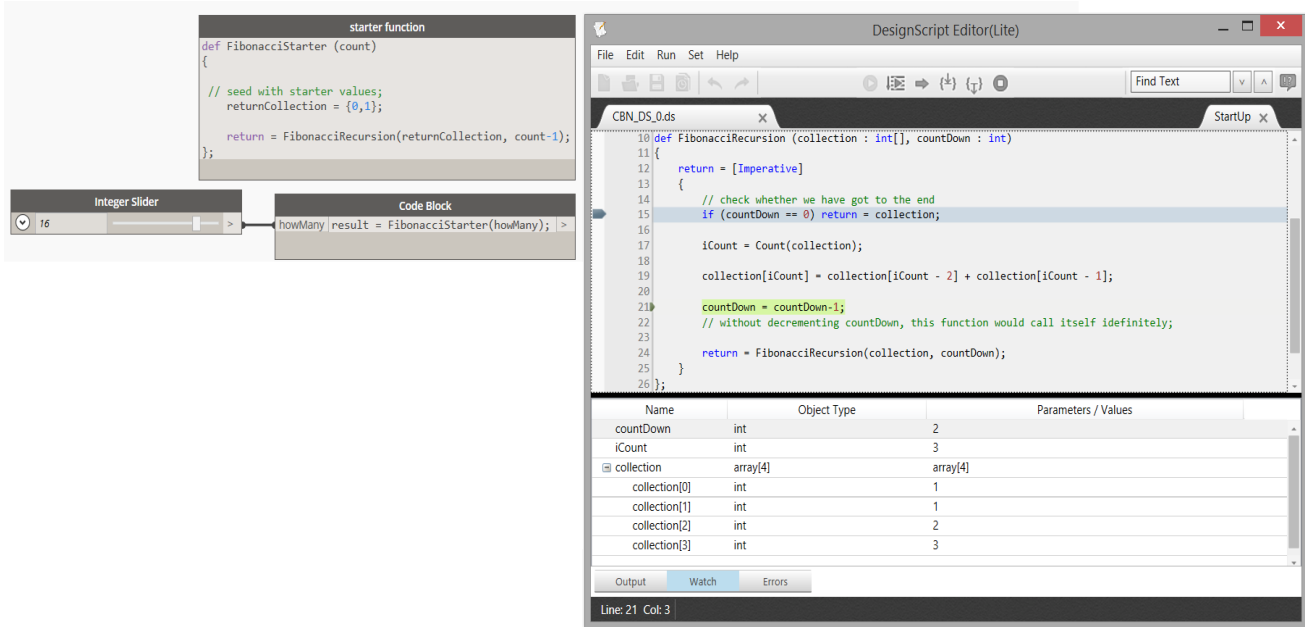 starter function
def FibonacciStarter (count)
{
// seed with starter values;
returnCollection = {0,1};
return = FibonacciRecursion(returnCollection, count-1);
};
Integer Slider
16
>
Code Block
howMany result = FibonacciStarter(howMany); >
DesignScript Editor(Lite)
File Edit Run Set Help
Find Text
CBN_DS_0.ds
StartUp
10 def FibonacciRecursion (collection : int[], countDown : int)
11 {
12 return = [Imperative]
13 {
14 // check whether we have got to the end
15 if (countDown == 0) return = collection;
16
17 iCount = Count(collection);
18
19 collection[iCount] = collection[iCount - 2] + collection[iCount - 1];
20
21 countDown = countDown-1;
22 // without decrementing countDown, this function would call itself idefinitely;
23
24 return = FibonacciRecursion(collection, countDown);
25 }
26 };
Name Object Type Parameters / Values
countDown int 2
iCount int 3
collection array[4] array[4]
collection[0] int 1
collection[1] int 1
collection[2] int 2
collection[3] int 3
Output Watch Errors
Line: 21 Col: 3